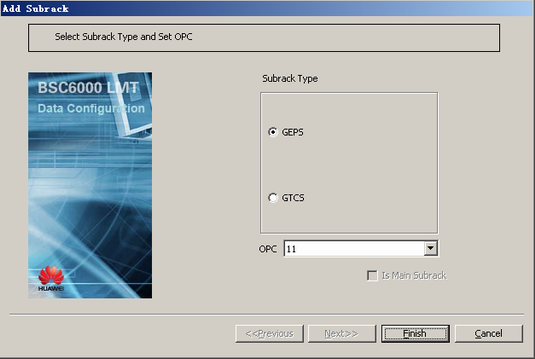 Add Subrack
Select Subrack Type and Set OPC
BSC6000 LMT
Data Configuration
HUAWEI
Subrack Type
GEPS
GTCS
OPC 11
Is Main Subrack
<<Previous Next>> Finish Cancel